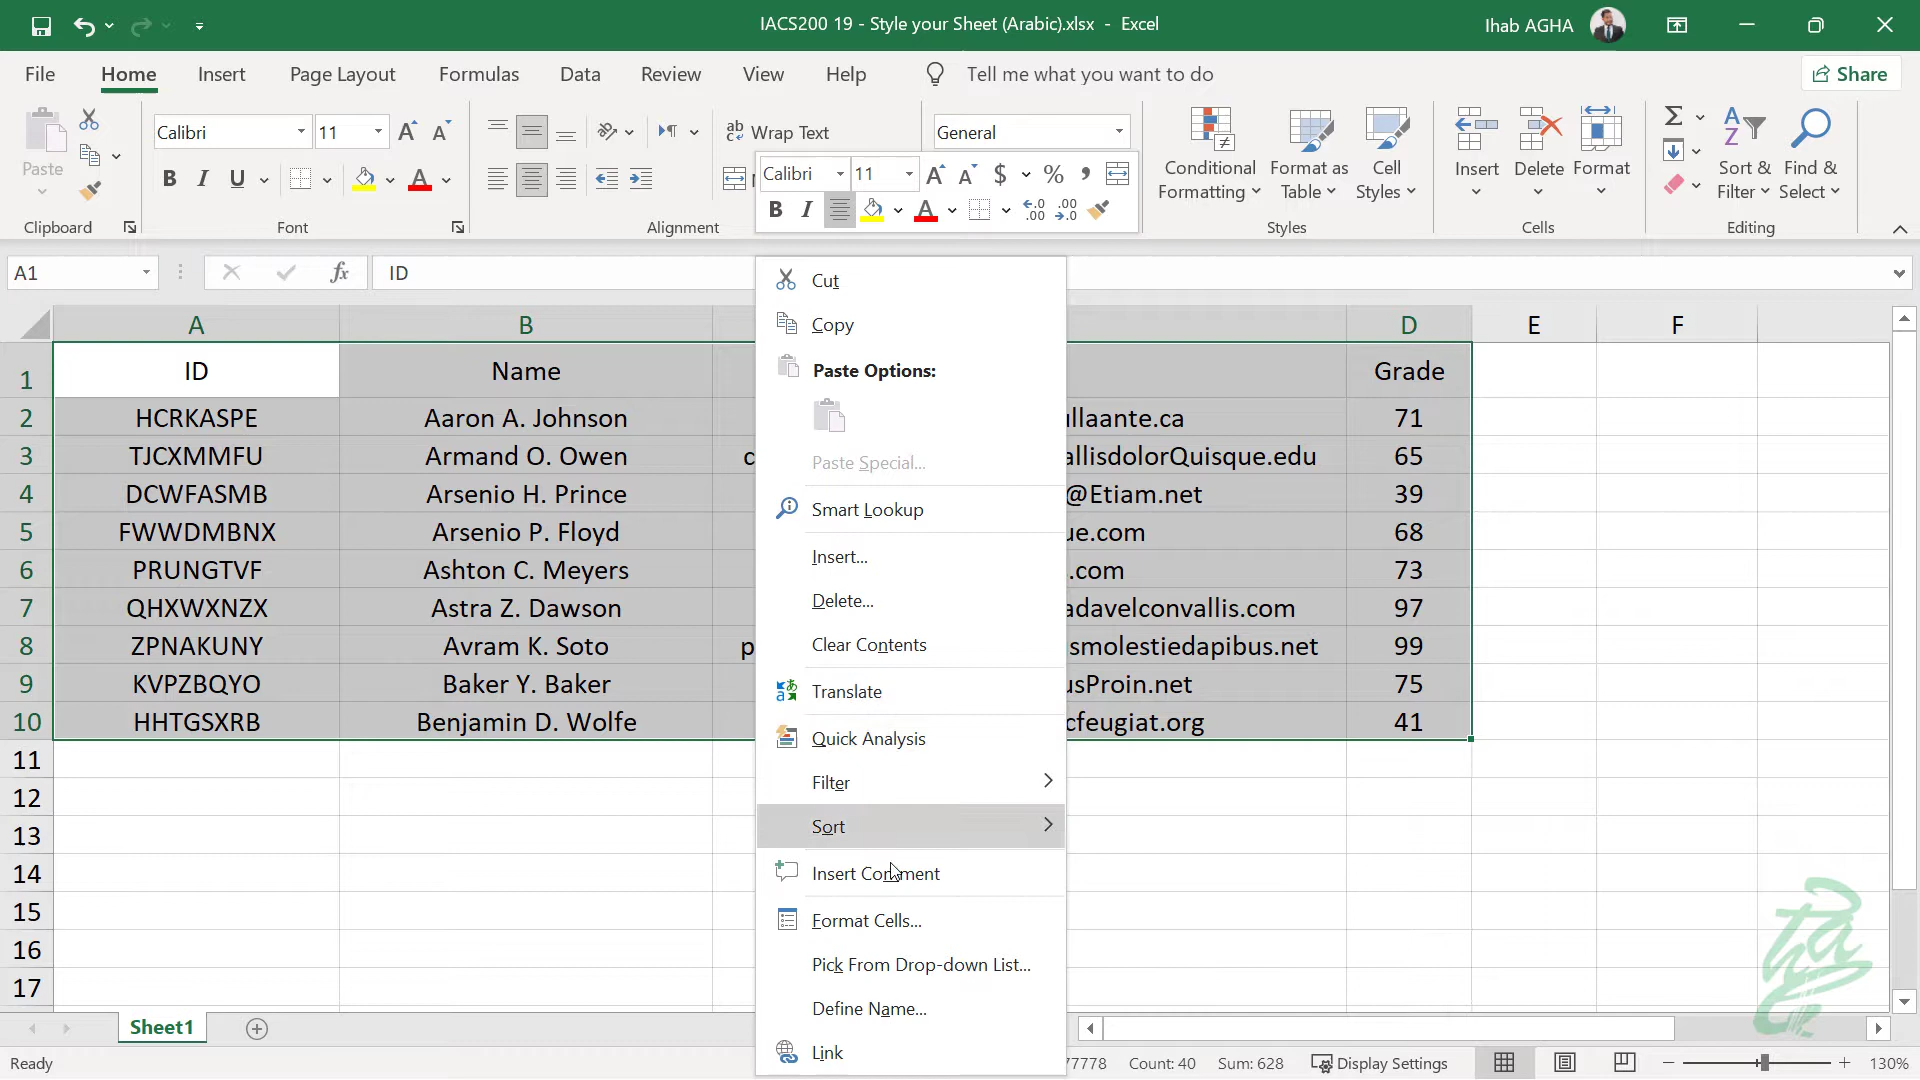 IACS200 19 - Style your Sheet (Arabic).xlsx - Excel
Ihab AGHA
File Home Insert Page Layout Formulas Data Review View Help Tell me what you want to do Share
Paste
Clipboard
Calibri 11
B I U
Font
ab Wrap Text
Alignment
General
Conditional Formatting
Format as Table
Cell Styles
Styles
Insert Delete Format
Cells
Sort & Filter
Find & Select
Editing
Calibri 11 $ % ,
B I
A1 fx ID
Cut
Copy
Paste Options:
Paste Special...
Smart Lookup
Insert...
Delete...
Clear Contents
Translate
Quick Analysis
Filter
Sort
Insert Comment
Format Cells...
Pick From Drop-down List...
Define Name...
Link
A B D E F
1 ID Name Grade
2 HCRKASPE Aaron A. Johnson ullaante.ca 71
3 TJCXMMFU Armand O. Owen c allisdolorQuisque.edu 65
4 DCWFASMB Arsenio H. Prince @Etiam.net 39
5 FWWDMBNX Arsenio P. Floyd ue.com 68
6 PRUNGTVF Ashton C. Meyers .com 73
7 QHXWXNZX Astra Z. Dawson adavelconvallis.com 97
8 ZPNAKUNY Avram K. Soto p smolestiedapibus.net 99
9 KVPZBQYO Baker Y. Baker usProin.net 75
10 HHTGSXRB Benjamin D. Wolfe cfeugiat.org 41
11
12
13
14
15
16
17
Sheet1
Ready 77778 Count: 40 Sum: 628 Display Settings 130%